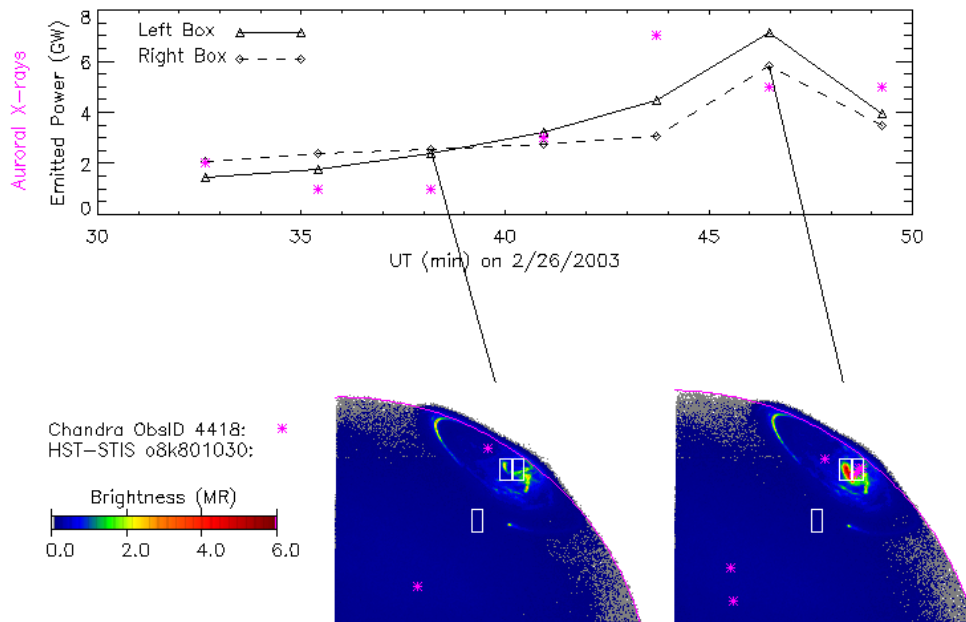 Auroral X-rays
Emitted Power (GW)
8
6
4
2
0
Left Box
Right Box
30
35
40
45
50
UT (min) on 2/26/2003
Chandra ObsID 4418:
HST-STIS o8k801030:
Brightness (MR)
0.0 2.0 4.0 6.0